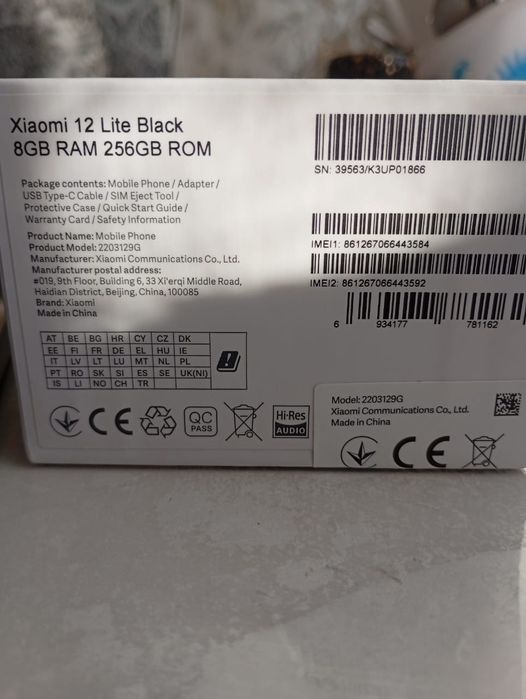 Xiaomi 12 Lite Black
8GB RAM 256GB ROM
Package contents: Mobile Phone / Adapter /
USB Type-C Cable / SIM Eject Tool /
Protective Case / Quick Start Guide /
Warranty Card / Safety Information
Product Name: Mobile Phone
Product Model: 2203129G
Manufacturer: Xiaomi Communications Co., Ltd.
Manufacturer postal address:
#019, 9th Floor, Building 6, 33 Xi'erqi Middle Road,
Haidian District, Beijing, China, 100085
Brand: Xiaomi
Made in China
AT BE BG HR CY CZ DK
EE FI FR DE EL HU IE
IT LV LT LU MT NL PL
PT RO SK SI ES SE UK(NI)
IS LI NO CH TR
CE
QC
PASS
Hi-Res
AUDIO
SN: 39563/K3UP01866
IMEI1: 861267066443584
IMEI2: 861267066443592
6 934177 781162
Model: 2203129G
Xiaomi Communications Co., Ltd.
Made in China
CE